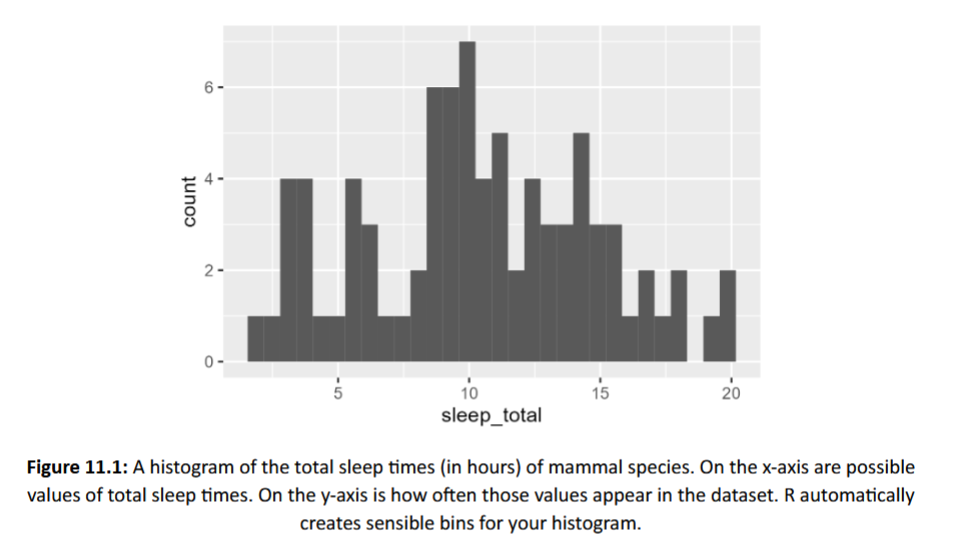 6
4
2
0
count
5 10 15 20
sleep_total
Figure 11.1: A histogram of the total sleep times (in hours) of mammal species. On the x-axis are possible
values of total sleep times. On the y-axis is how often those values appear in the dataset. R automatically
creates sensible bins for your histogram.